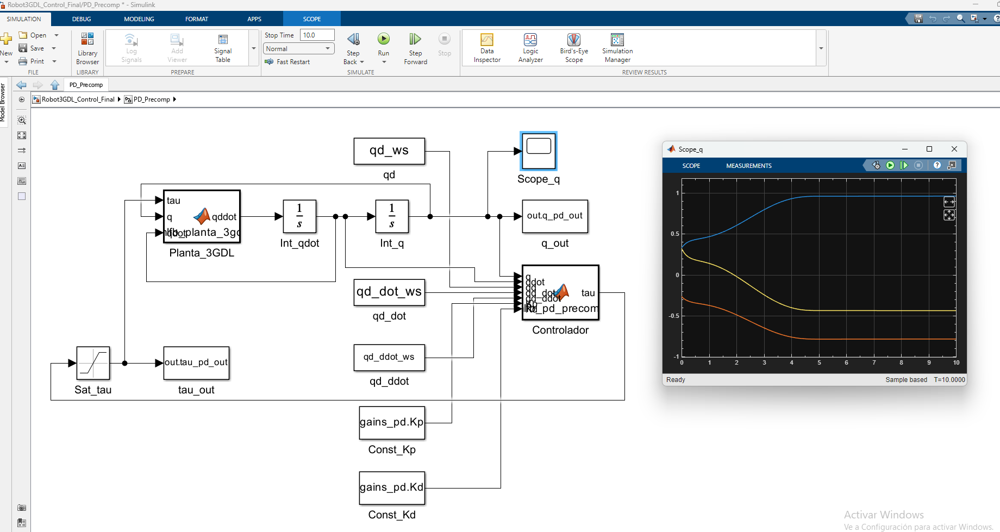 Robot3GDL_Control_Final/PD_Precomp * - Simulink
SIMULATION DEBUG MODELING FORMAT APPS SCOPE
New
Open
Save
Print
FILE
Library Browser
LIBRARY
Log Signals
Add Viewer
Signal Table
PREPARE
Stop Time 10.0
Normal
Fast Restart
Step Back
Run
Step Forward
Stop
SIMULATE
Data Inspector
Logic Analyzer
Bird's-Eye Scope
Simulation Manager
REVIEW RESULTS
Model Browser
PD_Precomp
Robot3GDL_Control_Final PD_Precomp
qd_ws
qd
Scope_q
tau
q
qdot
qddot
Planta_3GDL
1
s
Int_qdot
1
s
Int_q
out.q_pd_out
q_out
qd_dot_ws
qd_dot
q
qdot
qd
qd_dot
qd_ddot
Kp
Kd
tau
Controlador
qd_ddot_ws
qd_ddot
Sat_tau
out.tau_pd_out
tau_out
gains_pd.Kp
Const_Kp
gains_pd.Kd
Const_Kd
Scope_q
SCOPE MEASUREMENTS
1
0.5
0
-0.5
-1
0 1 2 3 4 5 6 7 8 9 10
Ready Sample based T=10.0000
Activar Windows
Ve a Configuración para activar Windows.